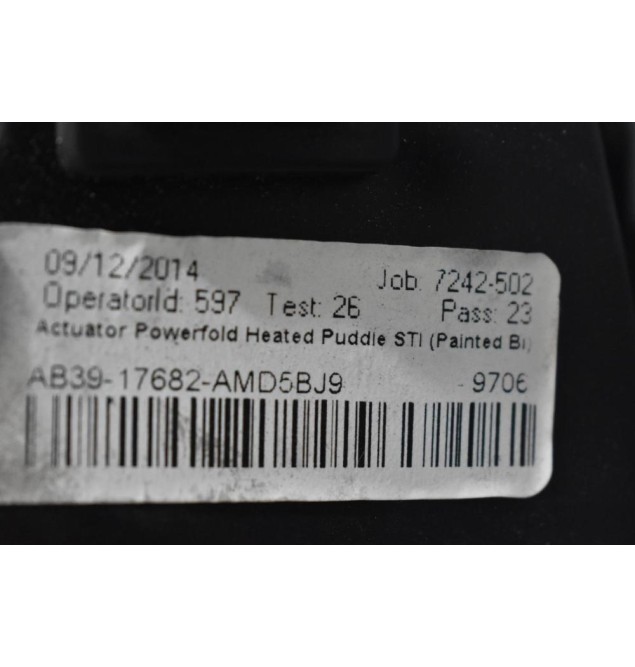 09/12/2014 Job: 7242-502
OperatorId: 597 Test: 26 Pass: 23
Actuator Powerfold Heated Puddle STI (Painted Bl)
AB39-17682-AMD5BJ9 - 9706